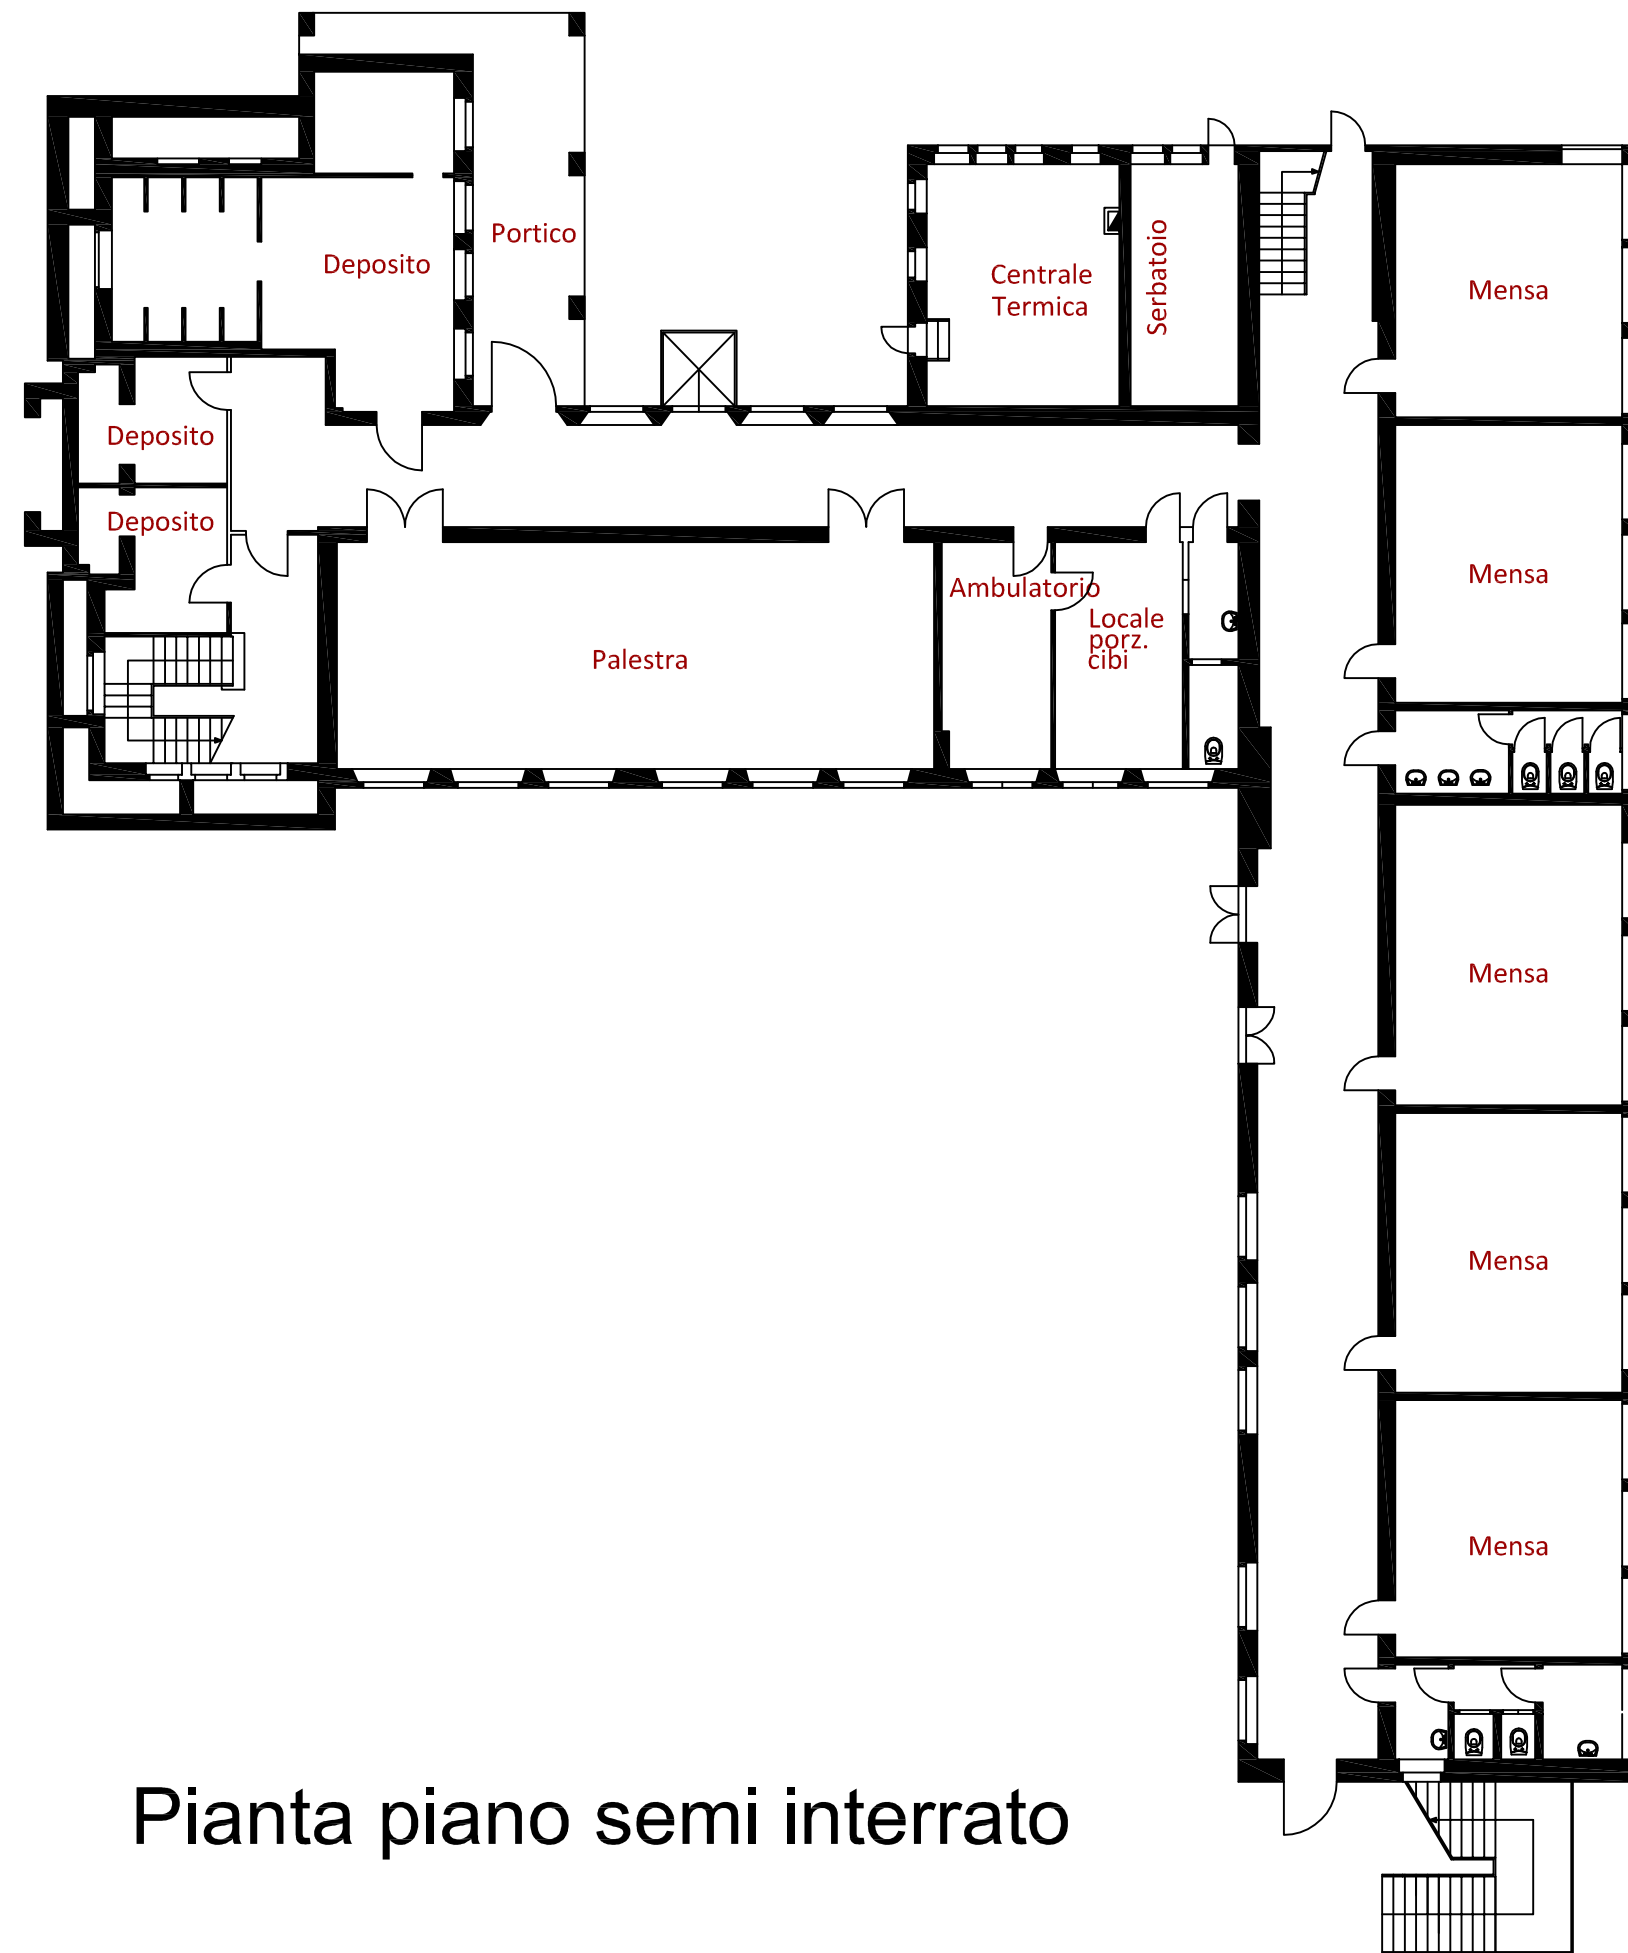 Portico
Deposito
Centrale
Termica
Serbatoio
Mensa
Deposito
Deposito
Mensa
Ambulatorio
Locale
porz.
cibi
Palestra
Mensa
Mensa
Mensa
Pianta piano semi interrato